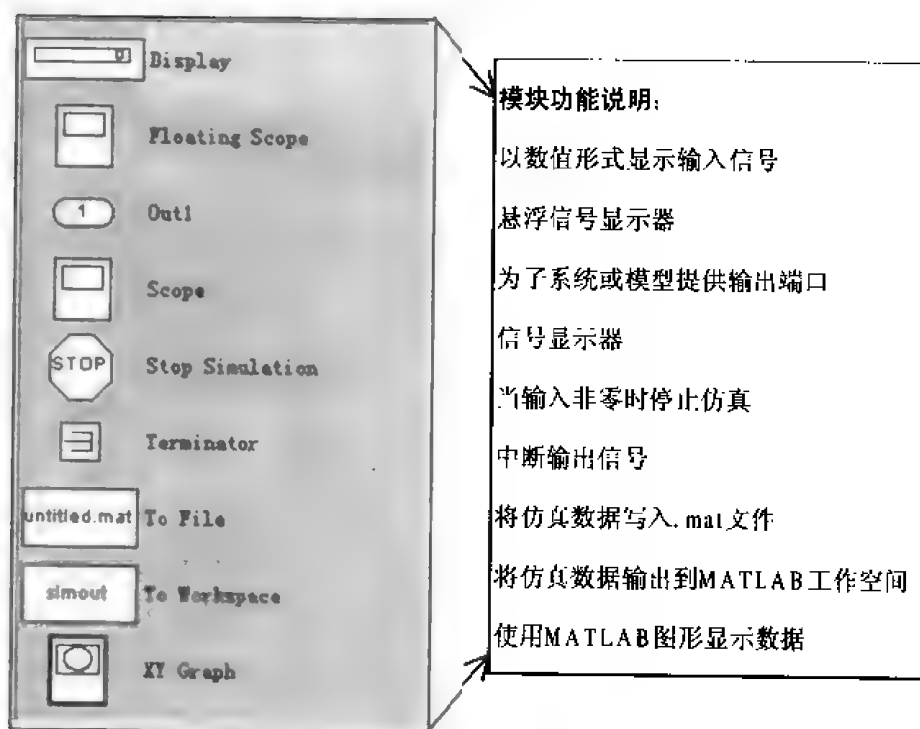 0
Display
Floating Scope
1
Out1
Scope
STOP
Stop Simulation
Terminator
untitled.mat
To File
simout
To Workspace
XY Graph
模块功能说明:
以数值形式显示输入信号
悬浮信号显示器
为子系统或模型提供输出端口
信号显示器
当输入非零时停止仿真
中断输出信号
将仿真数据写入.mat文件
将仿真数据输出到MATLAB工作空间
使用MATLAB图形显示数据